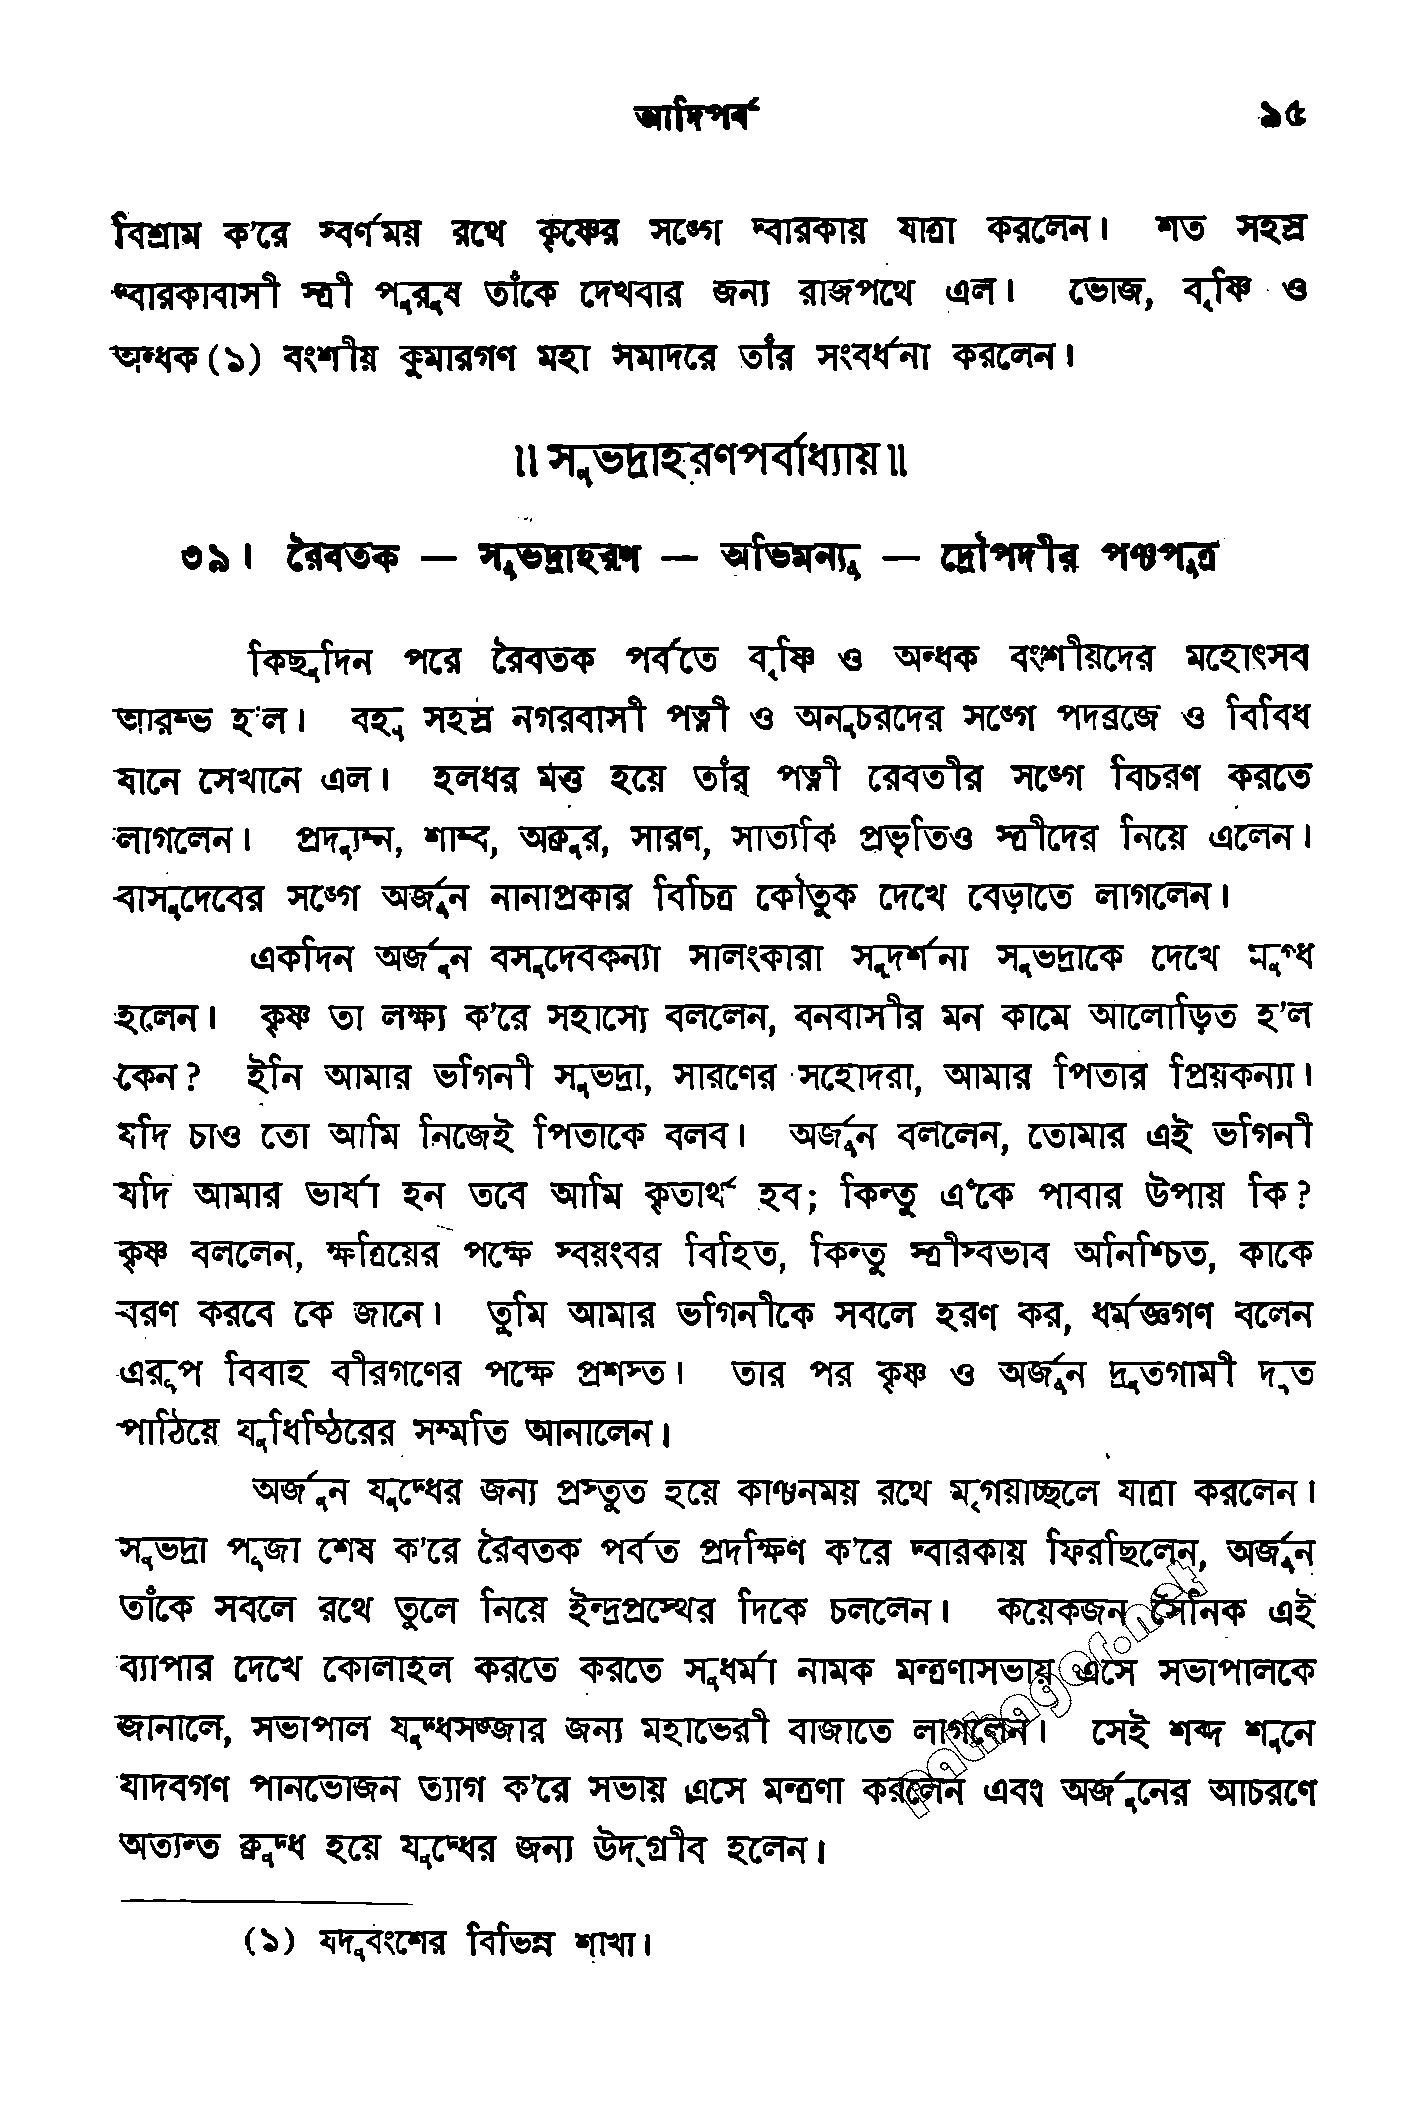 আদিপর্ব ৯৫
বিশ্রাম ক'রে স্বর্ণময় রথে কৃষ্ণের সঙ্গে দ্বারকায় যাত্রা করলেন। শত সহস্র
দ্বারকাবাসী স্ত্রী পুরুষ তাঁকে দেখবার জন্য রাজপথে এল। ভোজ, বৃষ্ণি ও
অন্ধক (১) বংশীয় কুমারগণ মহা সমাদরে তাঁর সংবর্ধনা করলেন।
॥ সুভদ্রাহরণপর্বাধ্যায় ॥
৩৯। রৈবতক — সুভদ্রাহরণ — অভিমন্যু — দ্রৌপদীর পঞ্চপুত্র
কিছুদিন পরে রৈবতক পর্বতে বৃষ্ণি ও অন্ধক বংশীয়দের মহোৎসব
আরম্ভ হ'ল। বহু সহস্র নগরবাসী পত্নী ও অনুচরদের সঙ্গে পদব্রজে ও বিবিধ
যানে সেখানে এল। হলধর মত্ত হয়ে তাঁর পত্নী রেবতীর সঙ্গে বিচরণ করতে
লাগলেন। প্রদ্যুম্ন, শাম্ব, অক্রূর, সারণ, সাত্যকি প্রভৃতিও স্ত্রীদের নিয়ে এলেন।
বাসুদেবের সঙ্গে অর্জুন নানাপ্রকার বিচিত্র কৌতুক দেখে বেড়াতে লাগলেন।
একদিন অর্জুন বসুদেবকন্যা সালংকারা সুদর্শনা সুভদ্রাকে দেখে মুগ্ধ
হলেন। কৃষ্ণ তা লক্ষ্য ক'রে সহাস্যে বললেন, বনবাসীর মন কামে আলোড়িত হ'ল
কেন? ইনি আমার ভগিনী সুভদ্রা, সারণের সহোদরা, আমার পিতার প্রিয়কন্যা।
যদি চাও তো আমি নিজেই পিতাকে বলব। অর্জুন বললেন, তোমার এই ভগিনী
যদি আমার ভার্যা হন তবে আমি কৃতার্থ হব; কিন্তু এঁকে পাবার উপায় কি?
কৃষ্ণ বললেন, ক্ষত্রিয়ের পক্ষে স্বয়ংবর বিহিত, কিন্তু স্ত্রীস্বভাব অনিশ্চিত, কাকে
বরণ করবে কে জানে। তুমি আমার ভগিনীকে সবলে হরণ কর, ধর্মজ্ঞগণ বলেন
এরূপ বিবাহ বীরগণের পক্ষে প্রশস্ত। তার পর কৃষ্ণ ও অর্জুন দ্রুতগামী দূত
পাঠিয়ে যুধিষ্ঠিরের সম্মতি আনালেন।
অর্জুন যুদ্ধের জন্য প্রস্তুত হয়ে কাঞ্চনময় রথে মৃগয়াচ্ছলে যাত্রা করলেন।
সুভদ্রা পূজা শেষ ক'রে রৈবতক পর্বত প্রদক্ষিণ ক'রে দ্বারকায় ফিরছিলেন, অর্জুন
তাঁকে সবলে রথে তুলে নিয়ে ইন্দ্রপ্রস্থের দিকে চললেন। কয়েকজন সৈনিক এই
ব্যাপার দেখে কোলাহল করতে করতে সুধর্মা নামক মন্ত্রণাসভায় এসে সভাপালকে
জানালে, সভাপাল যুদ্ধসজ্জার জন্য মহাভেরী বাজাতে লাগলেন। সেই শব্দ শুনে
যাদবগণ পানভোজন ত্যাগ ক'রে সভায় এসে মন্ত্রণা করলেন এবং অর্জুনের আচরণে
অত্যন্ত ক্রুদ্ধ হয়ে যুদ্ধের জন্য উদ্‌গ্রীব হলেন।
(১) যদুবংশের বিভিন্ন শাখা।
pathagar.net